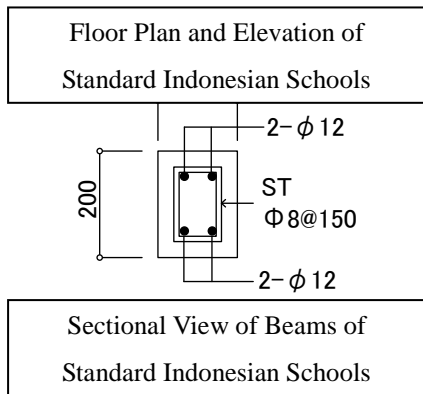 Floor Plan and Elevation of
Standard Indonesian Schools
2-φ12
200
ST
Φ8@150
2-φ12
Sectional View of Beams of
Standard Indonesian Schools